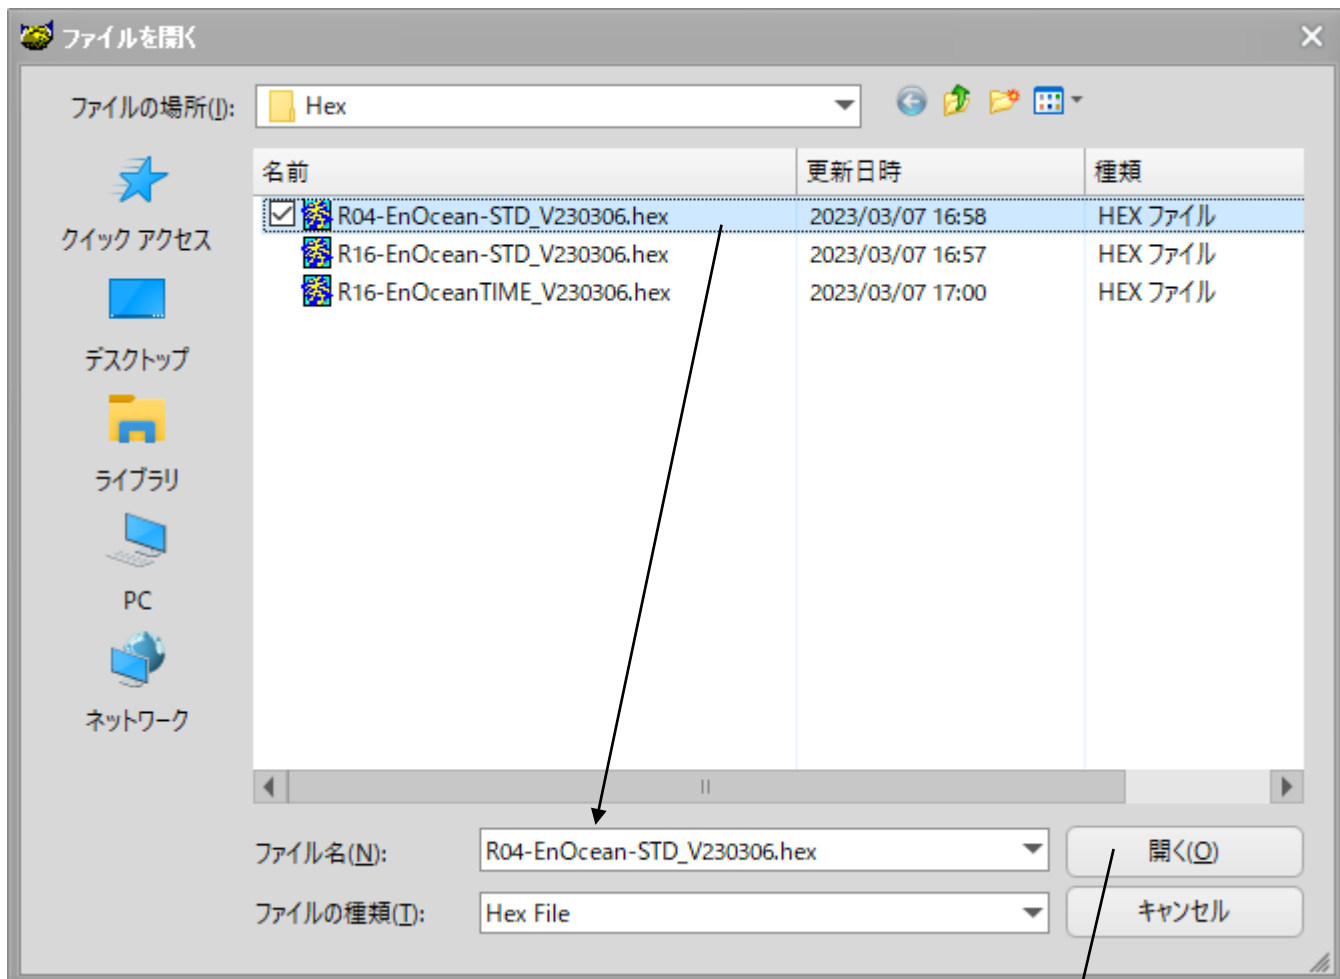 ファイルを開く
ファイルの場所(I): Hex
名前 更新日時 種類
R04-EnOcean-STD_V230306.hex 2023/03/07 16:58 HEX ファイル
R16-EnOcean-STD_V230306.hex 2023/03/07 16:57 HEX ファイル
R16-EnOceanTIME_V230306.hex 2023/03/07 17:00 HEX ファイル
クイック アクセス
デスクトップ
ライブラリ
PC
ネットワーク
ファイル名(N): R04-EnOcean-STD_V230306.hex 開く(O)
ファイルの種類(T): Hex File キャンセル